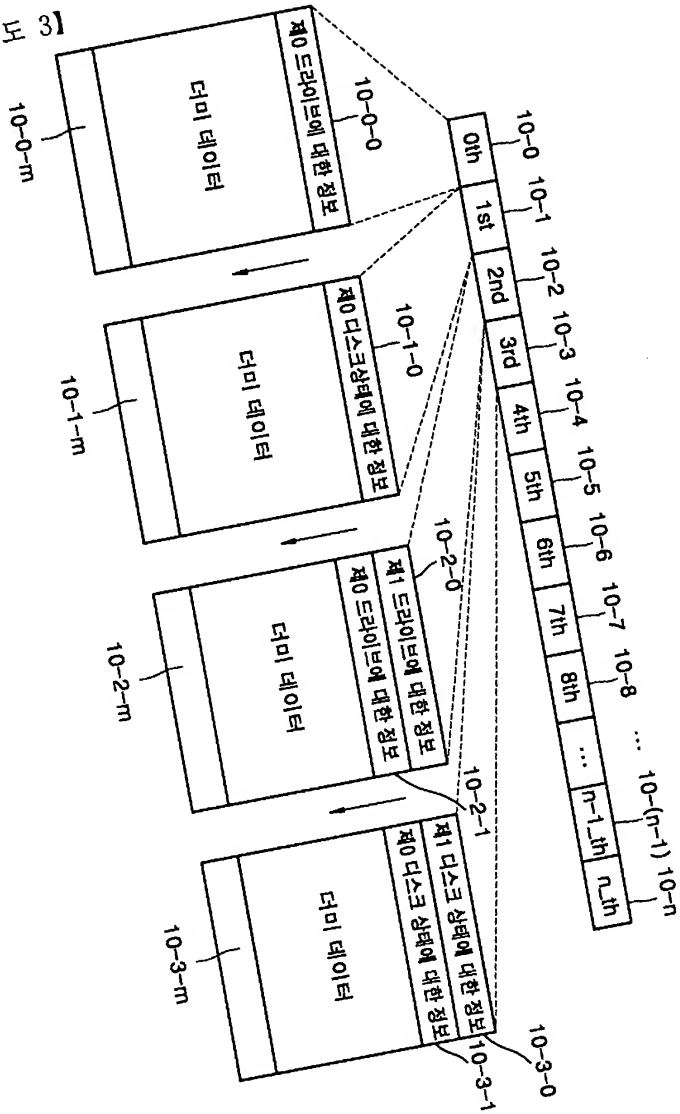 도 3】
10-0
10-1
10-2
10-3
10-4
10-5
10-6
10-7
10-8
...
10-(n-1)
10-n
0th
1st
2nd
3rd
4th
5th
6th
7th
8th
...
n-1_th
n_th
10-0-0
제0 드라이브에 대한 정보
더미 데이터
10-0-m
10-1-0
제0 디스크상태에 대한 정보
더미 데이터
10-1-m
10-2-0
제1 드라이브에 대한 정보
제0 드라이브에 대한 정보
10-2-1
더미 데이터
10-2-m
10-3-0
제1 디스크 상태에 대한 정보
제0 디스크 상태에 대한 정보
10-3-1
더미 데이터
10-3-m